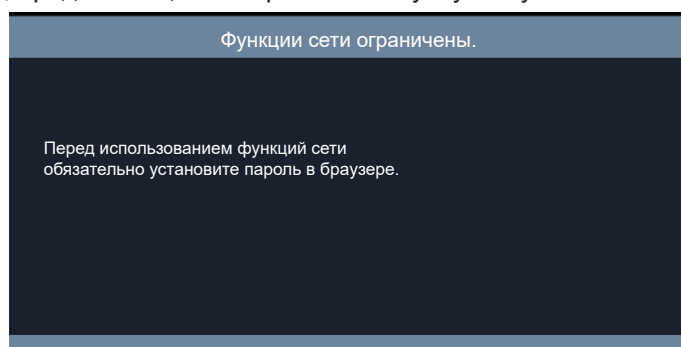 Функции сети ограничены.
Перед использованием функций сети
обязательно установите пароль в браузере.